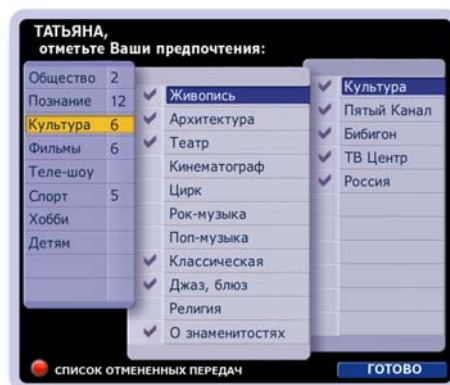 ТАТЬЯНА,
отметьте Ваши предпочтения:
Общество 2
Познание 12
Культура 6
Фильмы 6
Теле-шоу
Спорт 5
Хобби
Детям
Живопись
Архитектура
Театр
Кинематограф
Цирк
Рок-музыка
Поп-музыка
Классическая
Джаз, блюз
Религия
О знаменитостях
Культура
Пятый Канал
Бибигон
ТВ Центр
Россия
СПИСОК ОТМЕНЕННЫХ ПЕРЕДАЧ
ГОТОВО